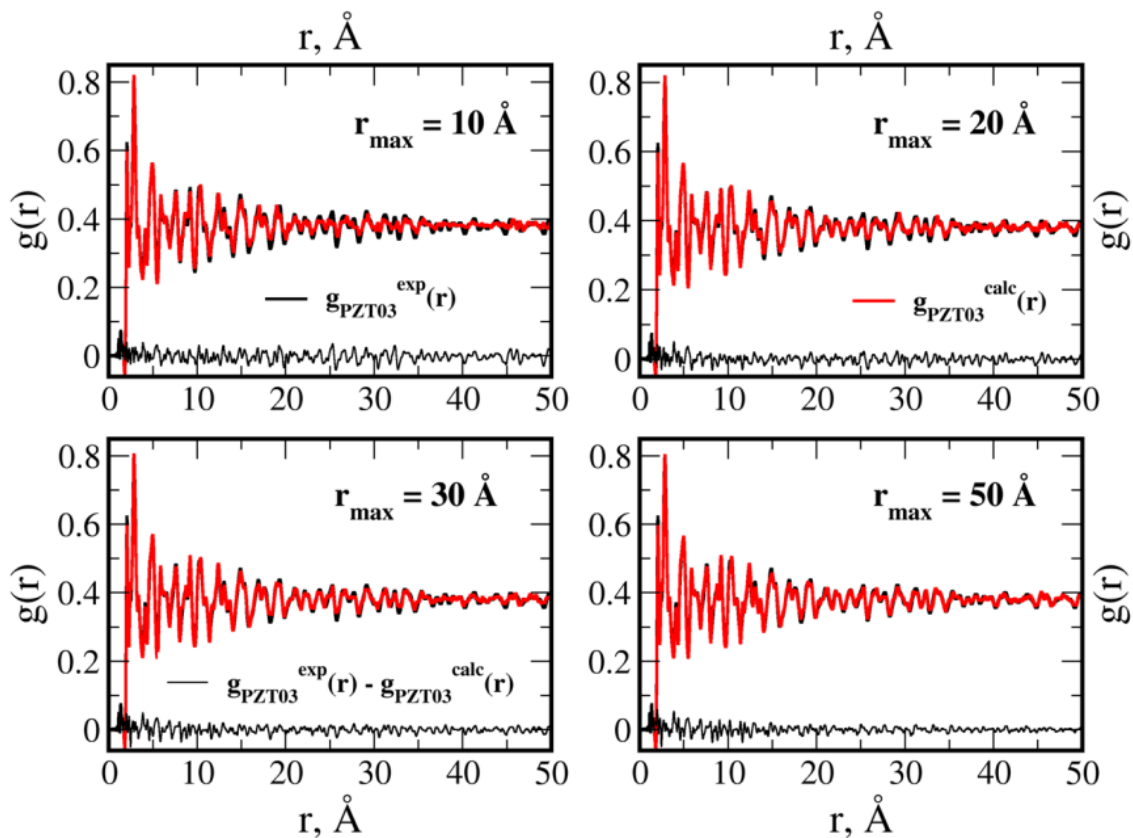 r, Å
r, Å
0.8
0.6
0.4
0.2
0
g(r)
r_max = 10 Å
g_PZT03^exp(r)
0 10 20 30 40 50
0.8
0.6
0.4
0.2
0
g(r)
r_max = 20 Å
g_PZT03^calc(r)
0 10 20 30 40 50
0.8
0.6
0.4
0.2
0
g(r)
r_max = 30 Å
g_PZT03^exp(r) - g_PZT03^calc(r)
0 10 20 30 40 50
r, Å
0.8
0.6
0.4
0.2
0
g(r)
r_max = 50 Å
0 10 20 30 40 50
r, Å